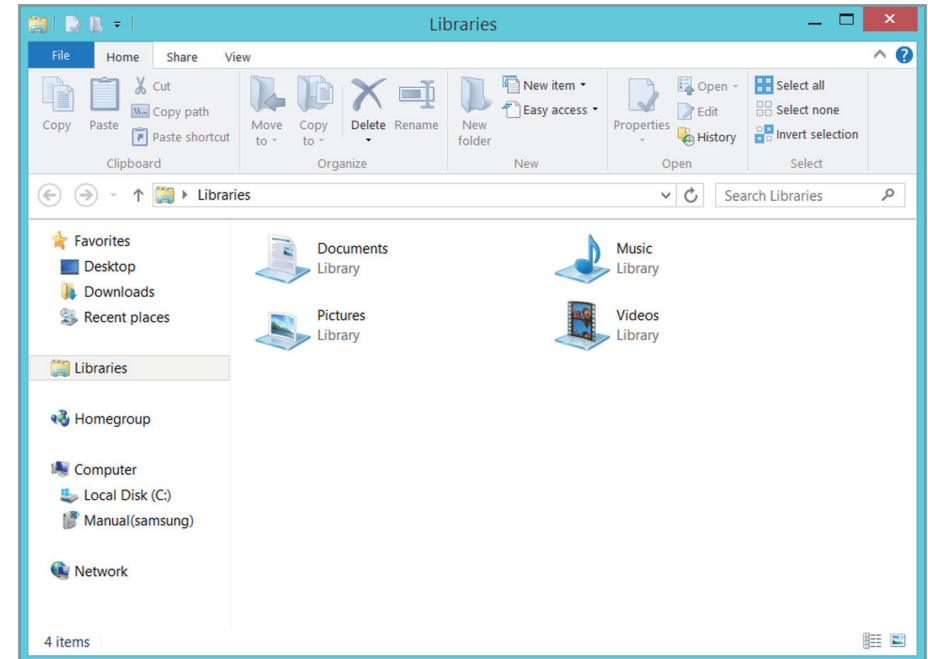 Libraries
File Home Share View
Copy
Paste
Cut
Copy path
Paste shortcut
Clipboard
Move to
Copy to
Delete
Rename
Organize
New folder
New item
Easy access
New
Properties
Open
Edit
History
Open
Select all
Select none
Invert selection
Select
Libraries
Search Libraries
Favorites
Desktop
Downloads
Recent places
Libraries
Homegroup
Computer
Local Disk (C:)
Manual(samsung)
Network
Documents
Library
Music
Library
Pictures
Library
Videos
Library
4 items